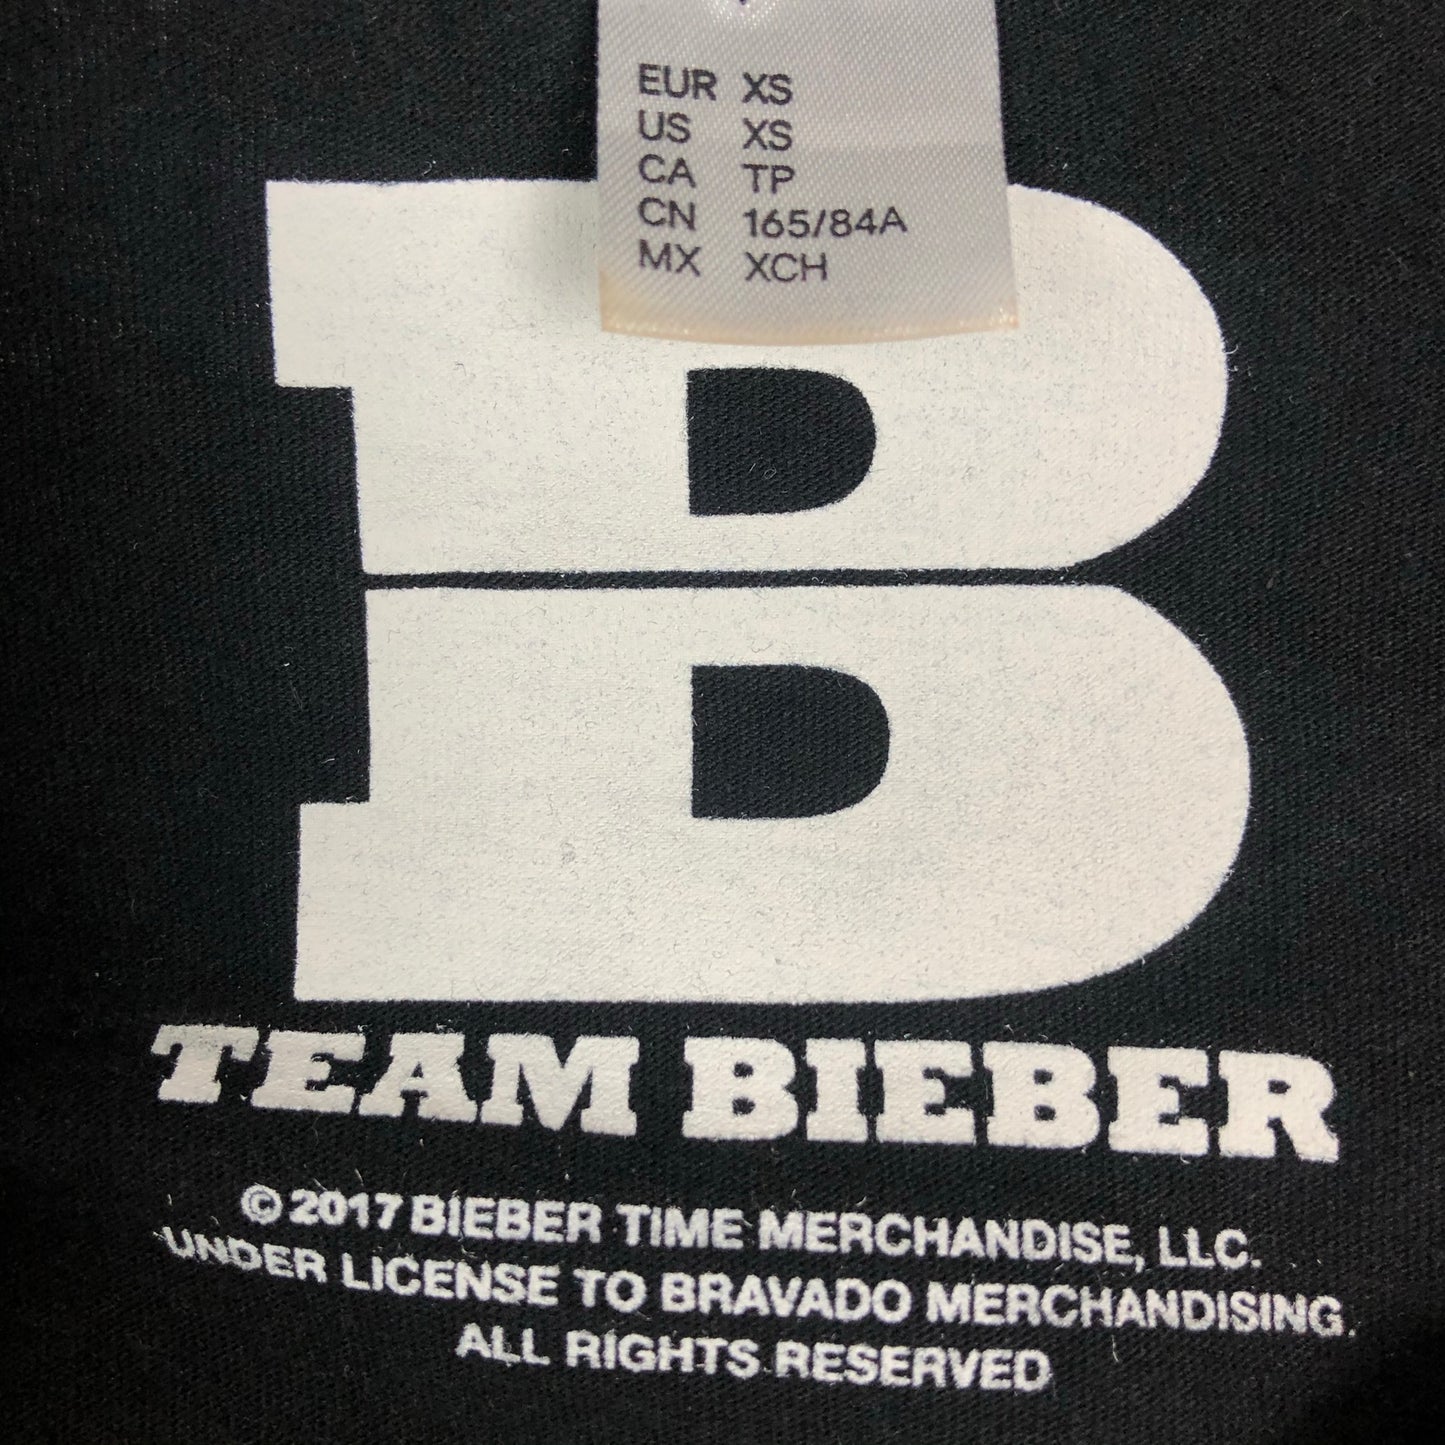 EUR XS
US XS
CA TP
CN 165/84A
MX XCH
B
TEAM BIEBER
© 2017 BIEBER TIME MERCHANDISE, LLC.
UNDER LICENSE TO BRAVADO MERCHANDISING.
ALL RIGHTS RESERVED